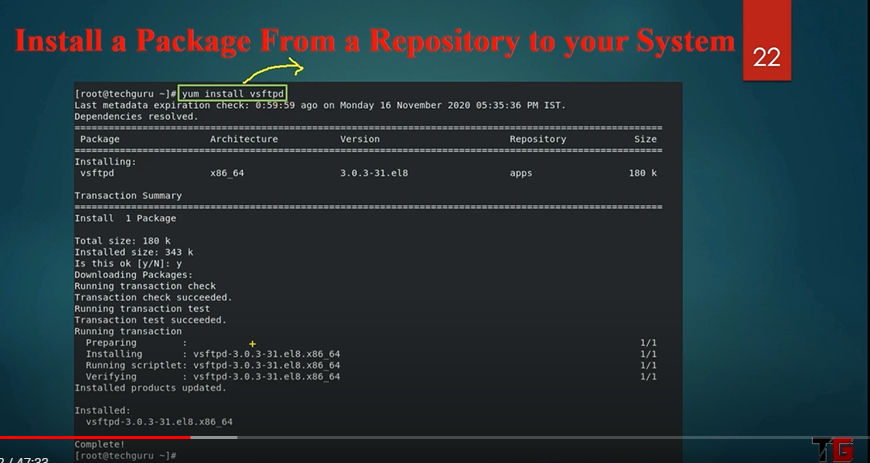 Install a Package From a Repository to your System
22
[root@techguru ~]# yum install vsftpd
Last metadata expiration check: 0:59:59 ago on Monday 16 November 2020 05:35:36 PM IST.
Dependencies resolved.
Package Architecture Version Repository Size
Installing:
vsftpd x86_64 3.0.3-31.el8 apps 180 k
Transaction Summary
Install 1 Package
Total size: 180 k
Installed size: 343 k
Is this ok [y/N]: y
Downloading Packages:
Running transaction check
Transaction check succeeded.
Running transaction test
Transaction test succeeded.
Running transaction
Preparing : 1/1
Installing : vsftpd-3.0.3-31.el8.x86_64 1/1
Running scriptlet: vsftpd-3.0.3-31.el8.x86_64 1/1
Verifying : vsftpd-3.0.3-31.el8.x86_64 1/1
Installed products updated.
Installed:
vsftpd-3.0.3-31.el8.x86_64
Complete!
[root@techguru ~]#
TG
/ 47:33